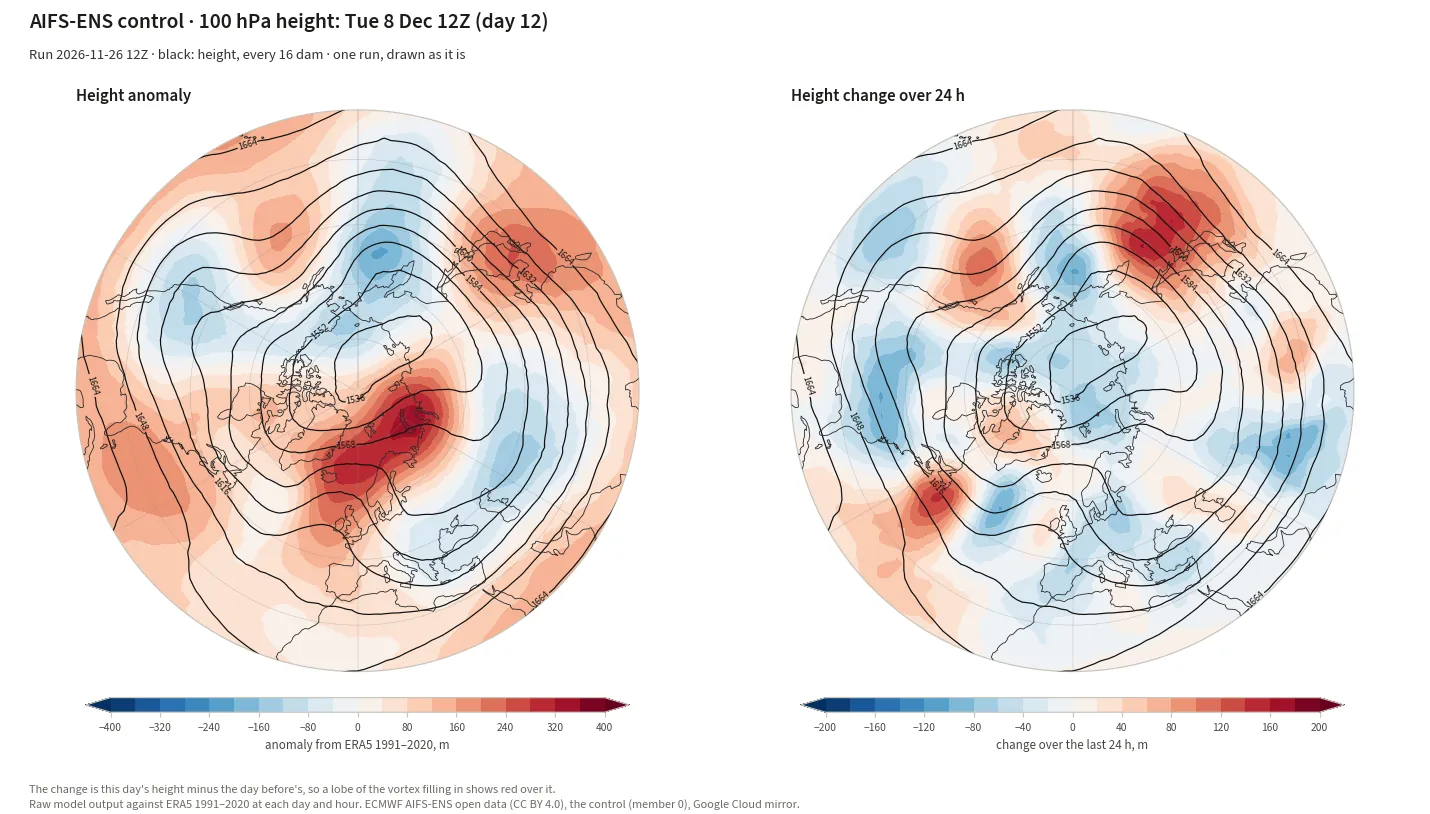 AIFS-ENS control · 100 hPa height: Tue 8 Dec 12Z (day 12)
Run 2026-11-26 12Z · black: height, every 16 dam · one run, drawn as it is
Height anomaly
Height change over 24 h
1664
1664
1632
1584
1552
1536
1568
1664
1648
1616
1664
1664
1664
1632
1584
1552
1536
1568
1664
1648
1616
1664
−400 −320 −240 −160 −80 0 80 160 240 320 400
anomaly from ERA5 1991–2020, m
−200 −160 −120 −80 −40 0 40 80 120 160 200
change over the last 24 h, m
The change is this day's height minus the day before's, so a lobe of the vortex filling in shows red over it.
Raw model output against ERA5 1991–2020 at each day and hour. ECMWF AIFS-ENS open data (CC BY 4.0), the control (member 0), Google Cloud mirror.